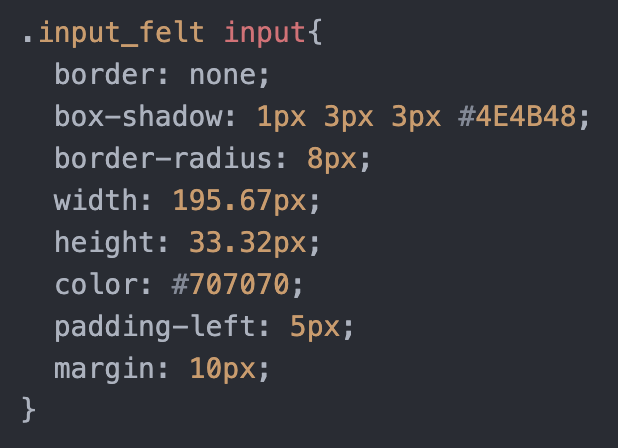 .input_felt input{
border: none;
box-shadow: 1px 3px 3px #4E4B48;
border-radius: 8px;
width: 195.67px;
height: 33.32px;
color: #707070;
padding-left: 5px;
margin: 10px;
}